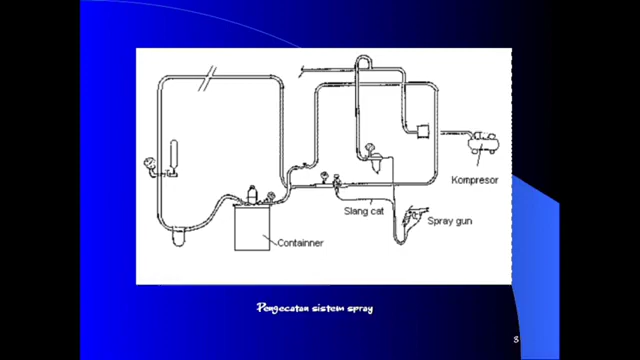 Kompresor
Slang cat
Spray gun
Containner
Pengecatan sistem spray
8